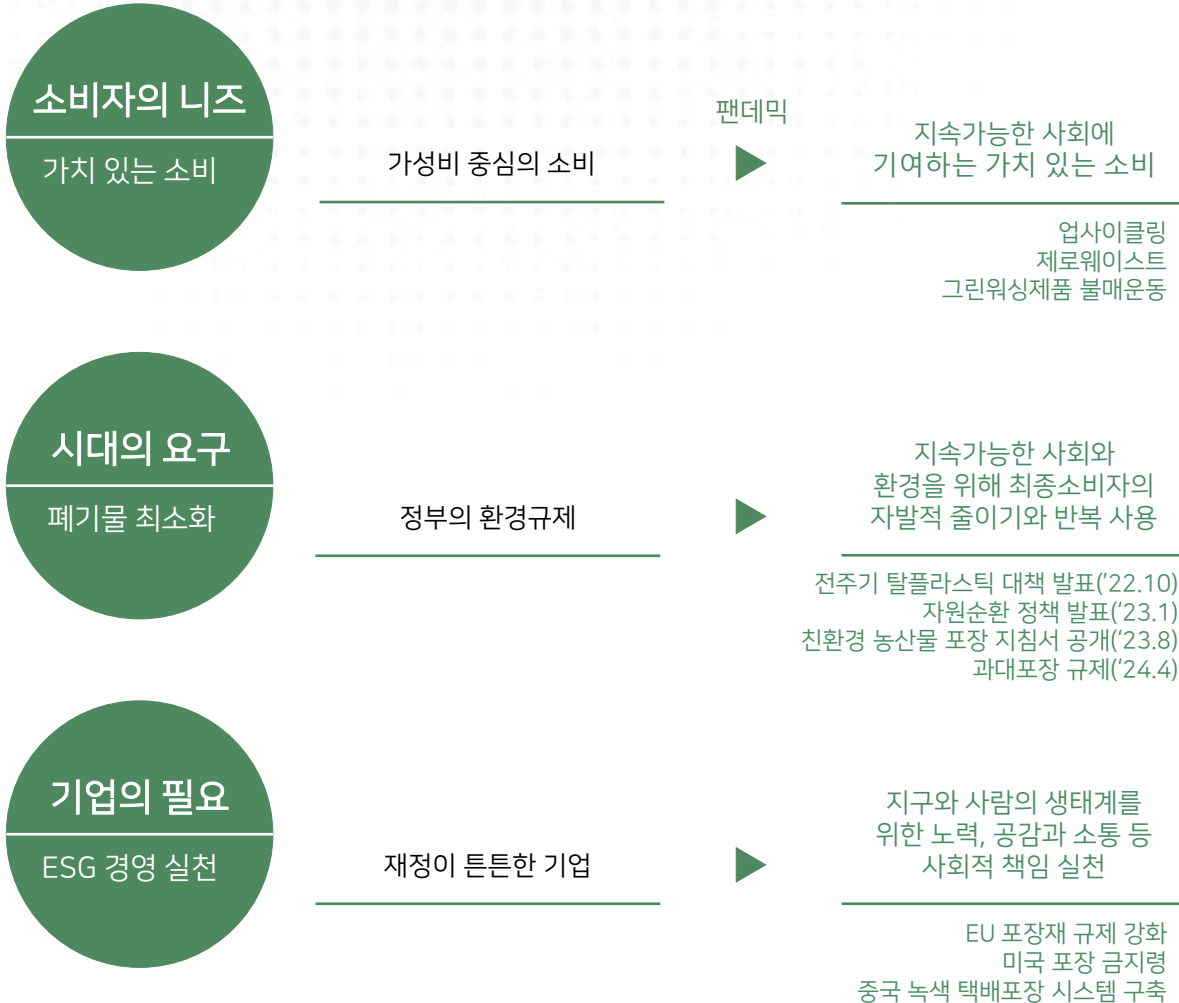 소비자의 니즈
가치 있는 소비
가성비 중심의 소비
팬데믹
지속가능한 사회에
기여하는 가치 있는 소비
업사이클링
제로웨이스트
그린워싱제품 불매운동
시대의 요구
폐기물 최소화
정부의 환경규제
지속가능한 사회와
환경을 위해 최종소비자의
자발적 줄이기와 반복 사용
전주기 탈플라스틱 대책 발표(’22.10)
자원순환 정책 발표(‘23.1)
친환경 농산물 포장 지침서 공개(‘23.8)
과대포장 규제(‘24.4)
기업의 필요
ESG 경영 실천
재정이 튼튼한 기업
지구와 사람의 생태계를
위한 노력, 공감과 소통 등
사회적 책임 실천
EU 포장재 규제 강화
미국 포장 금지령
중국 녹색 택배포장 시스템 구축